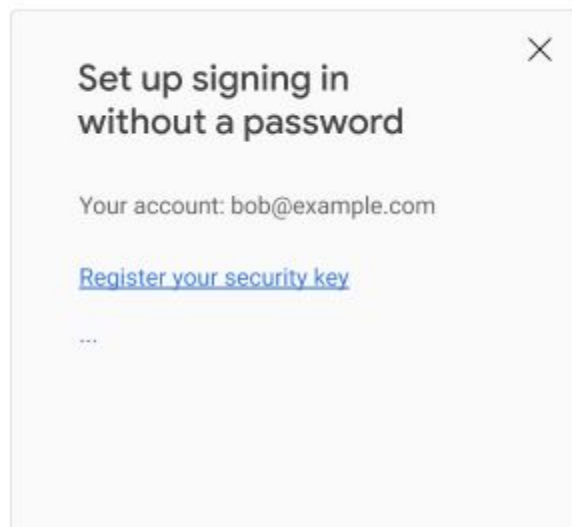 Set up signing in
without a password
Your account: bob@example.com
Register your security key
...